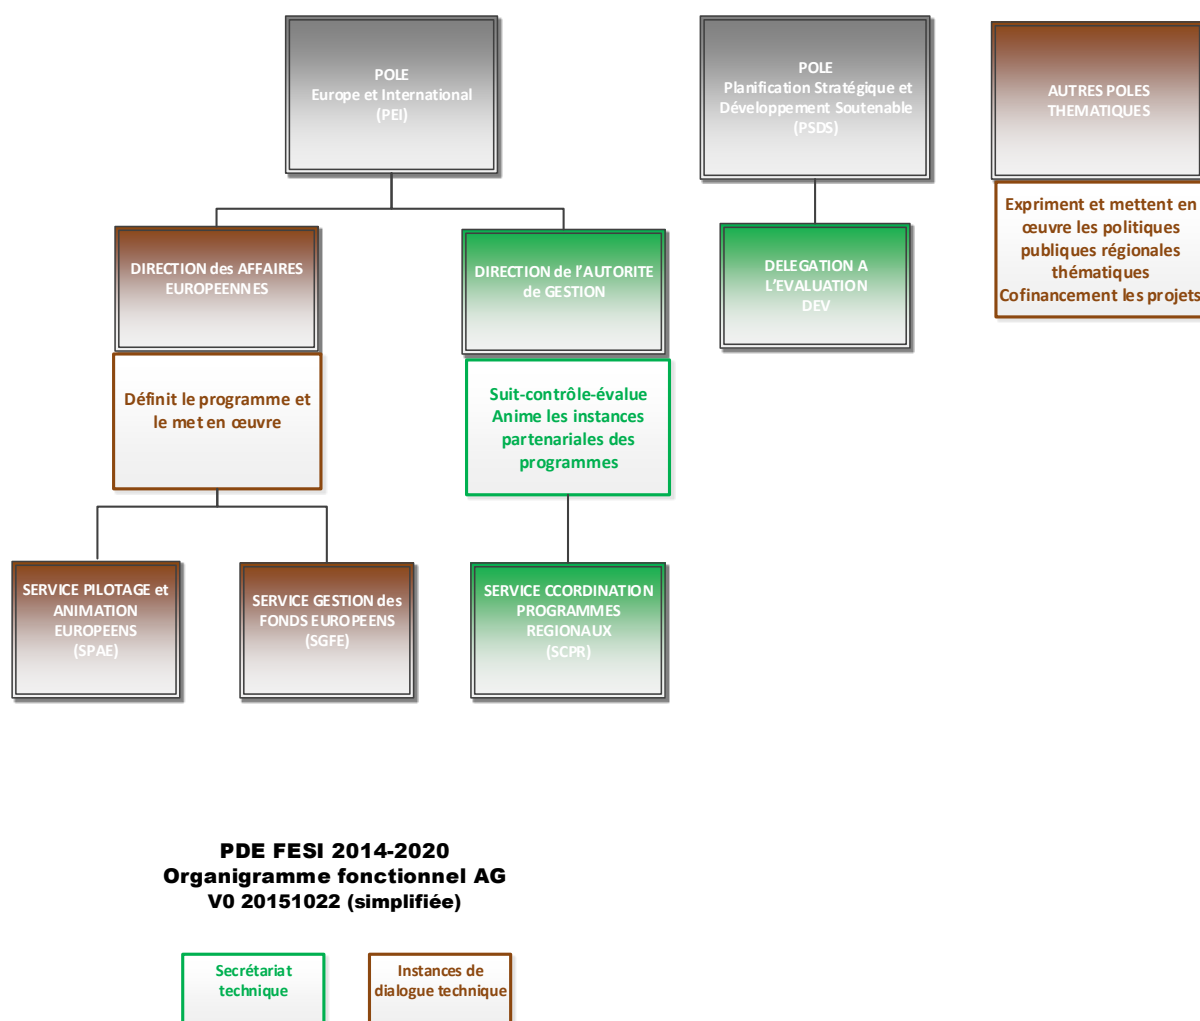 POLE
Europe et International
(PEI)
POLE
Planification Stratégique et
Développement Soutenable
(PSDS)
AUTRES POLES
THEMATIQUES
Expriment et mettent en
œuvre les politiques
publiques régionales
thématiques
Cofinancement les projets
DIRECTION des AFFAIRES
EUROPEENNES
DIRECTION de l’AUTORITE
de GESTION
DELEGATION A
L’EVALUATION
DEV
Définit le programme et
le met en œuvre
Suit-contrôle-évalue
Anime les instances
partenariales des
programmes
SERVICE PILOTAGE et
ANIMATION
EUROPEENS
(SPAE)
SERVICE GESTION des
FONDS EUROPEENS
(SGFE)
SERVICE CCORDINATION
PROGRAMMES
REGIONAUX
(SCPR)
PDE FESI 2014-2020
Organigramme fonctionnel AG
V0 20151022 (simplifiée)
Secrétariat
technique
Instances de
dialogue technique